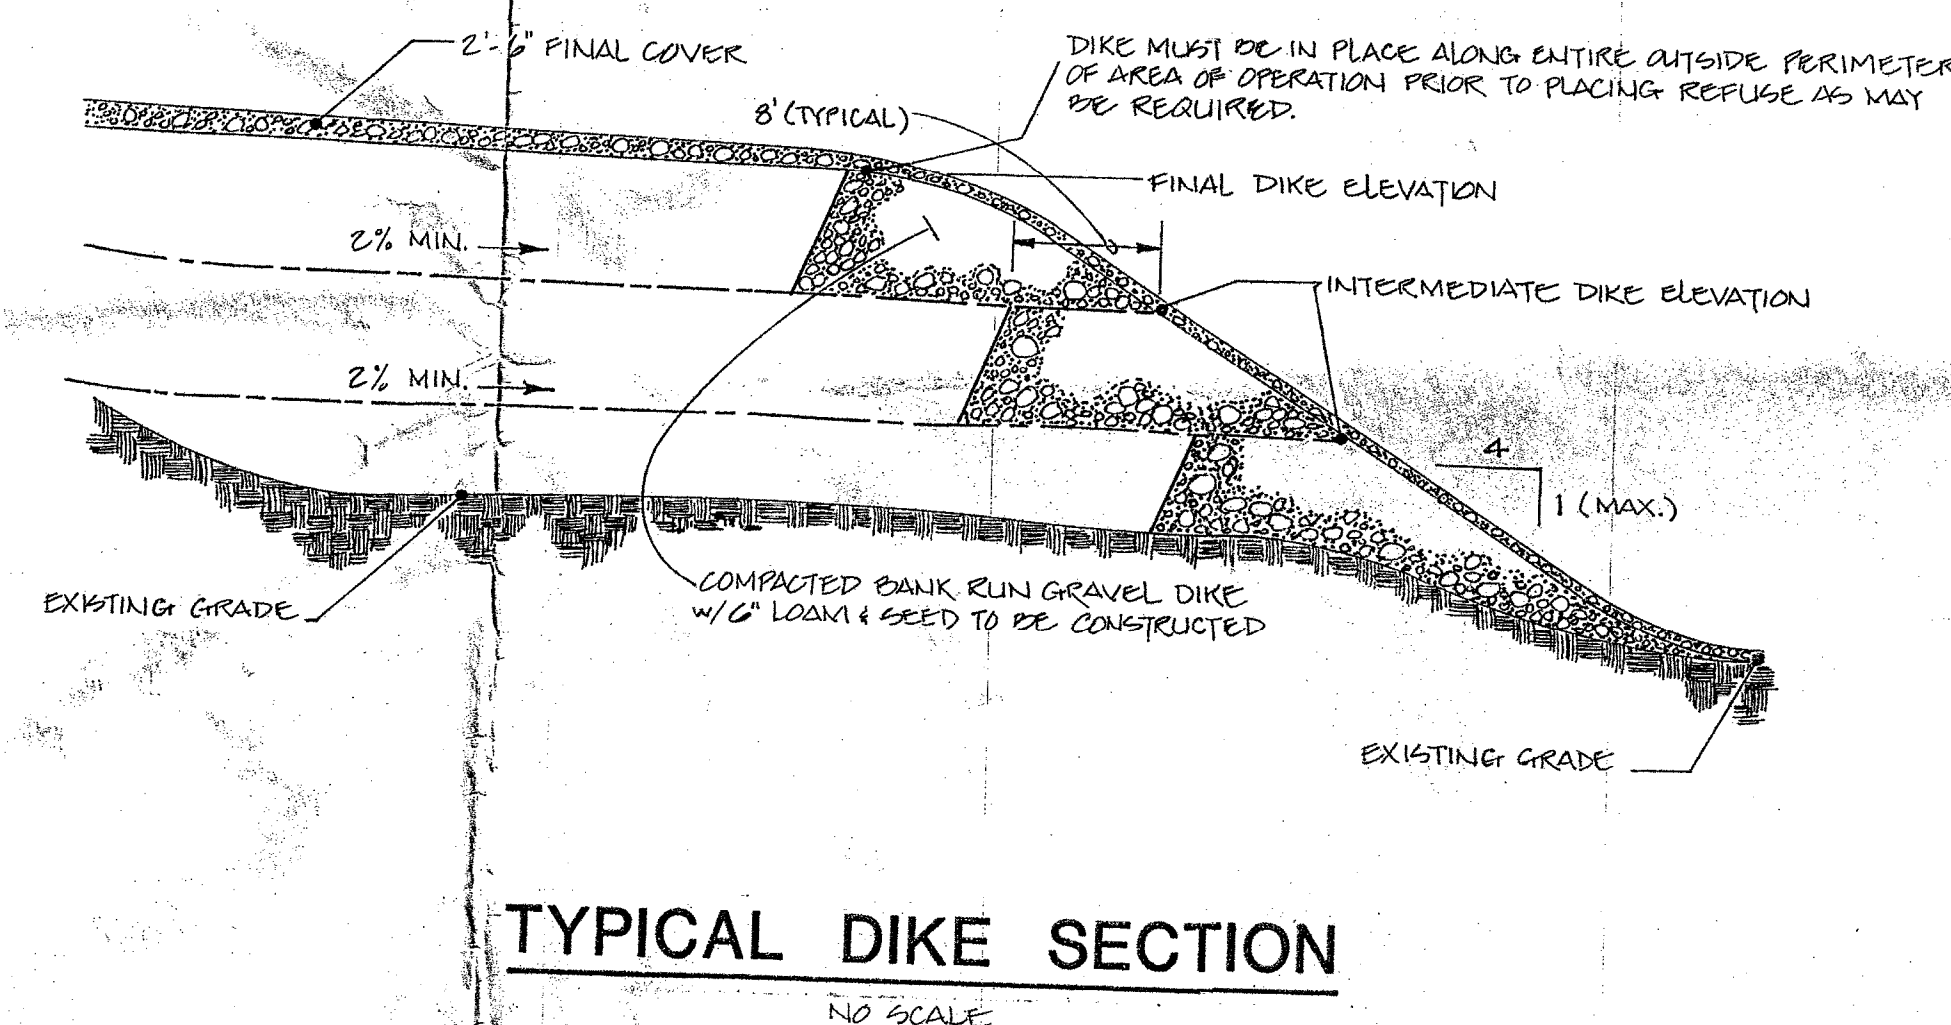 2'-6" FINAL COVER
DIKE MUST BE IN PLACE ALONG ENTIRE OUTSIDE PERIMETER
OF AREA OF OPERATION PRIOR TO PLACING REFUSE AS MAY
BE REQUIRED.
8' (TYPICAL)
FINAL DIKE ELEVATION
2% MIN.
INTERMEDIATE DIKE ELEVATION
2% MIN.
4
1 (MAX.)
EXISTING GRADE
COMPACTED BANK RUN GRAVEL DIKE
W/6" LOAM & SEED TO BE CONSTRUCTED
EXISTING GRADE
TYPICAL DIKE SECTION
NO SCALE